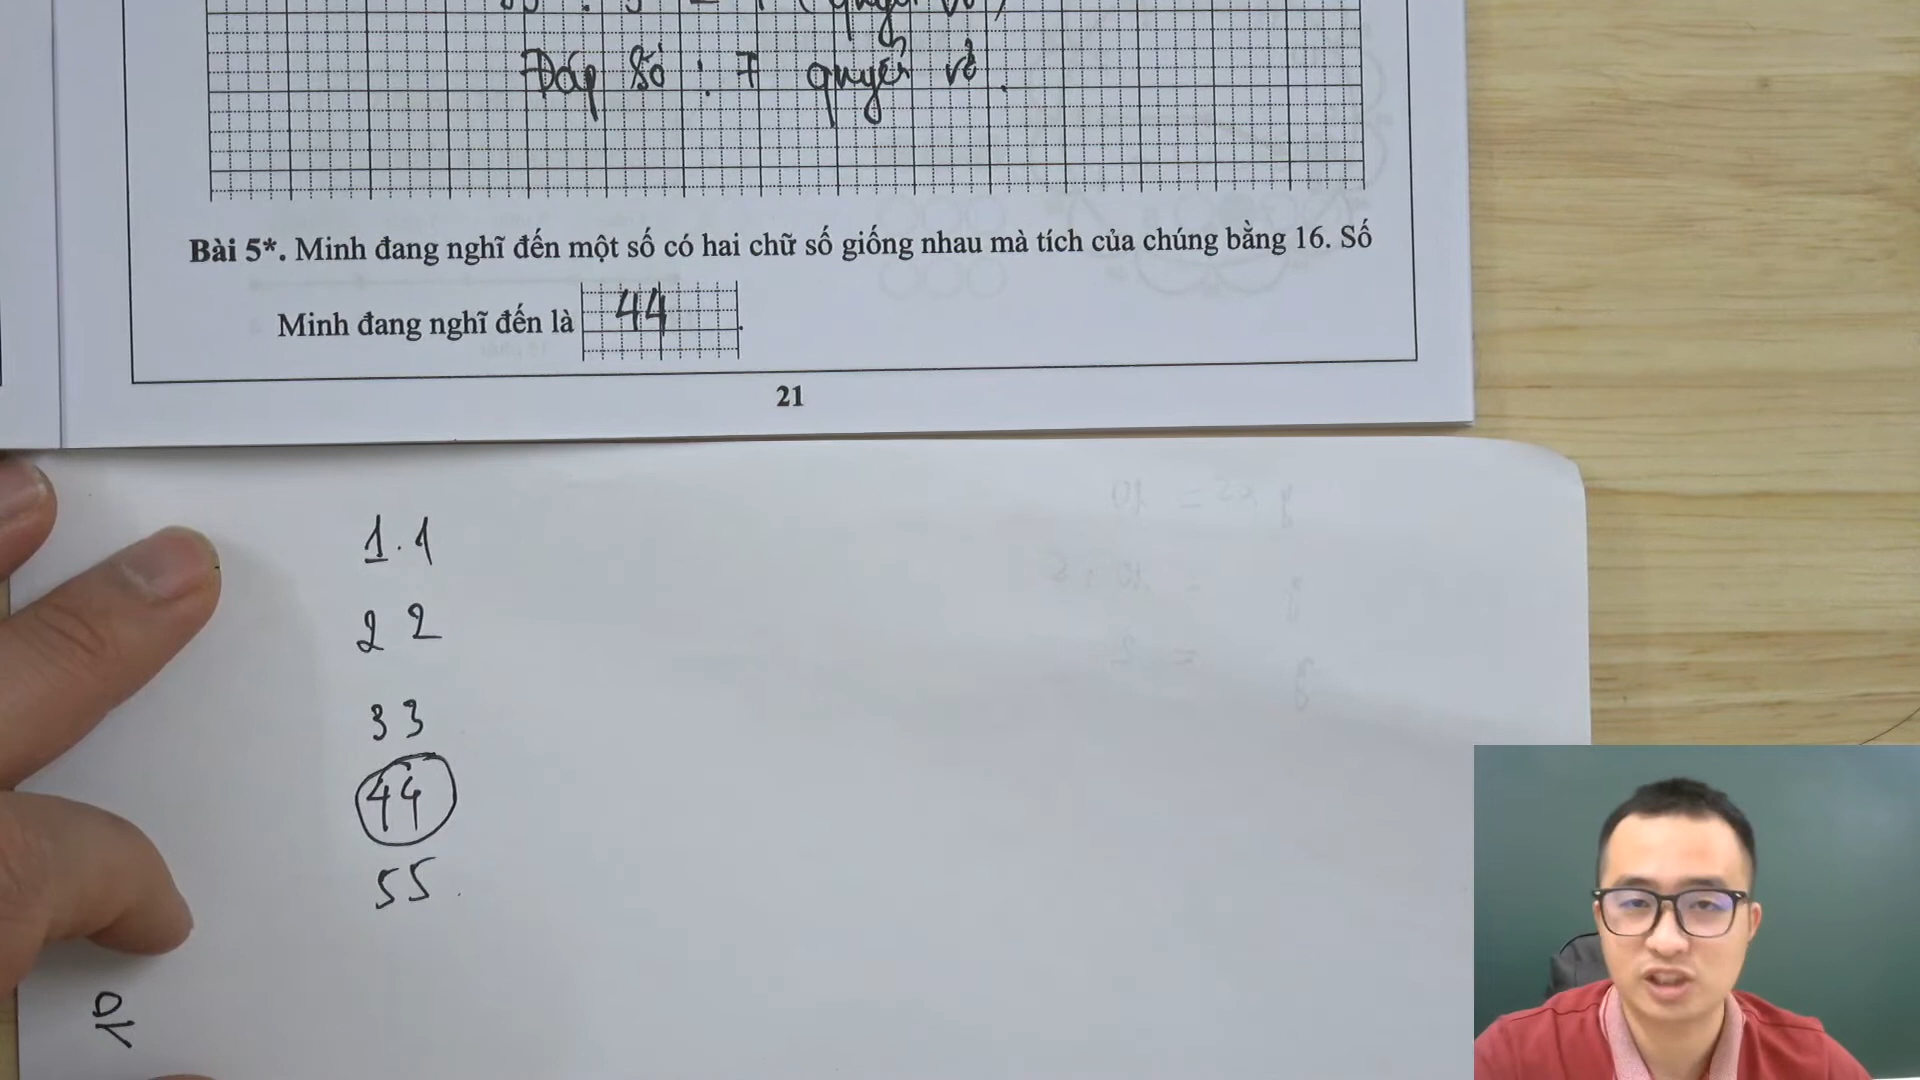 Đáp số : 7 quyển vở.
Bài 5*. Minh đang nghĩ đến một số có hai chữ số giống nhau mà tích của chúng bằng 16. Số
Minh đang nghĩ đến là 44.
21
1.1
2 2
3 3
44
55